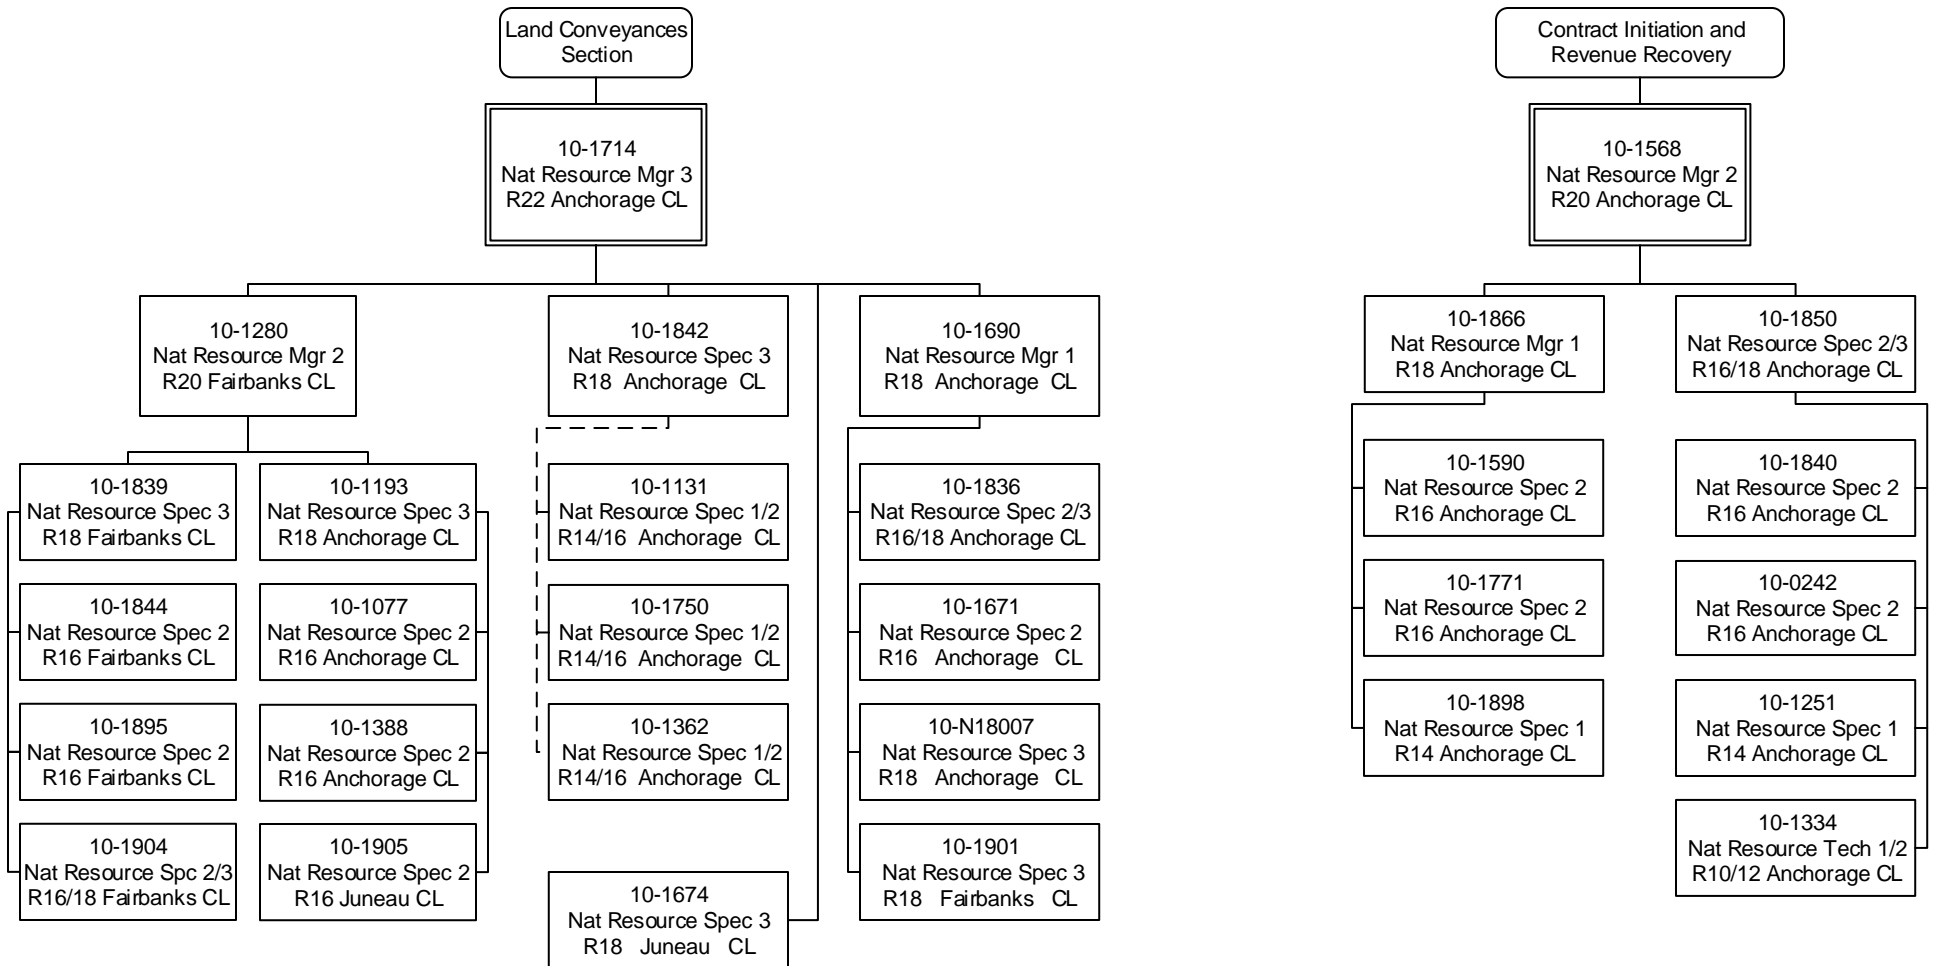 Land Conveyances
Section
10-1714
Nat Resource Mgr 3
R22 Anchorage CL
10-1280
Nat Resource Mgr 2
R20 Fairbanks CL
10-1839
Nat Resource Spec 3
R18 Fairbanks CL
10-1844
Nat Resource Spec 2
R16 Fairbanks CL
10-1895
Nat Resource Spec 2
R16 Fairbanks CL
10-1904
Nat Resource Spc 2/3
R16/18 Fairbanks CL
10-1193
Nat Resource Spec 3
R18 Anchorage CL
10-1077
Nat Resource Spec 2
R16 Anchorage CL
10-1388
Nat Resource Spec 2
R16 Anchorage CL
10-1905
Nat Resource Spec 2
R16 Juneau CL
10-1842
Nat Resource Spec 3
R18 Anchorage CL
10-1131
Nat Resource Spec 1/2
R14/16 Anchorage CL
10-1750
Nat Resource Spec 1/2
R14/16 Anchorage CL
10-1362
Nat Resource Spec 1/2
R14/16 Anchorage CL
10-1674
Nat Resource Spec 3
R18 Juneau CL
10-1690
Nat Resource Mgr 1
R18 Anchorage CL
10-1836
Nat Resource Spec 2/3
R16/18 Anchorage CL
10-1671
Nat Resource Spec 2
R16 Anchorage CL
10-N18007
Nat Resource Spec 3
R18 Anchorage CL
10-1901
Nat Resource Spec 3
R18 Fairbanks CL
Contract Initiation and
Revenue Recovery
10-1568
Nat Resource Mgr 2
R20 Anchorage CL
10-1866
Nat Resource Mgr 1
R18 Anchorage CL
10-1590
Nat Resource Spec 2
R16 Anchorage CL
10-1771
Nat Resource Spec 2
R16 Anchorage CL
10-1898
Nat Resource Spec 1
R14 Anchorage CL
10-1850
Nat Resource Spec 2/3
R16/18 Anchorage CL
10-1840
Nat Resource Spec 2
R16 Anchorage CL
10-0242
Nat Resource Spec 2
R16 Anchorage CL
10-1251
Nat Resource Spec 1
R14 Anchorage CL
10-1334
Nat Resource Tech 1/2
R10/12 Anchorage CL